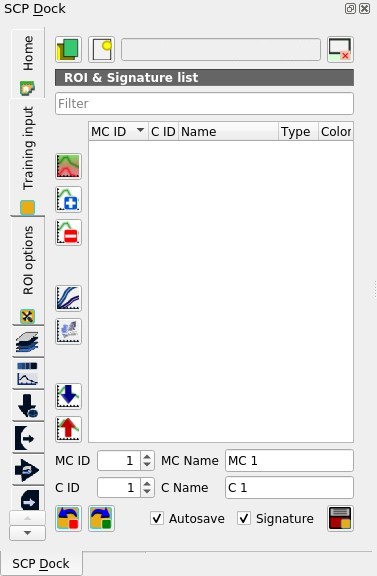 SCP Dock
Home
Training input
ROI options
ROI & Signature list
Filter
MC ID C ID Name Type Color
MC ID 1 MC Name MC 1
C ID 1 C Name C 1
Autosave Signature
SCP Dock